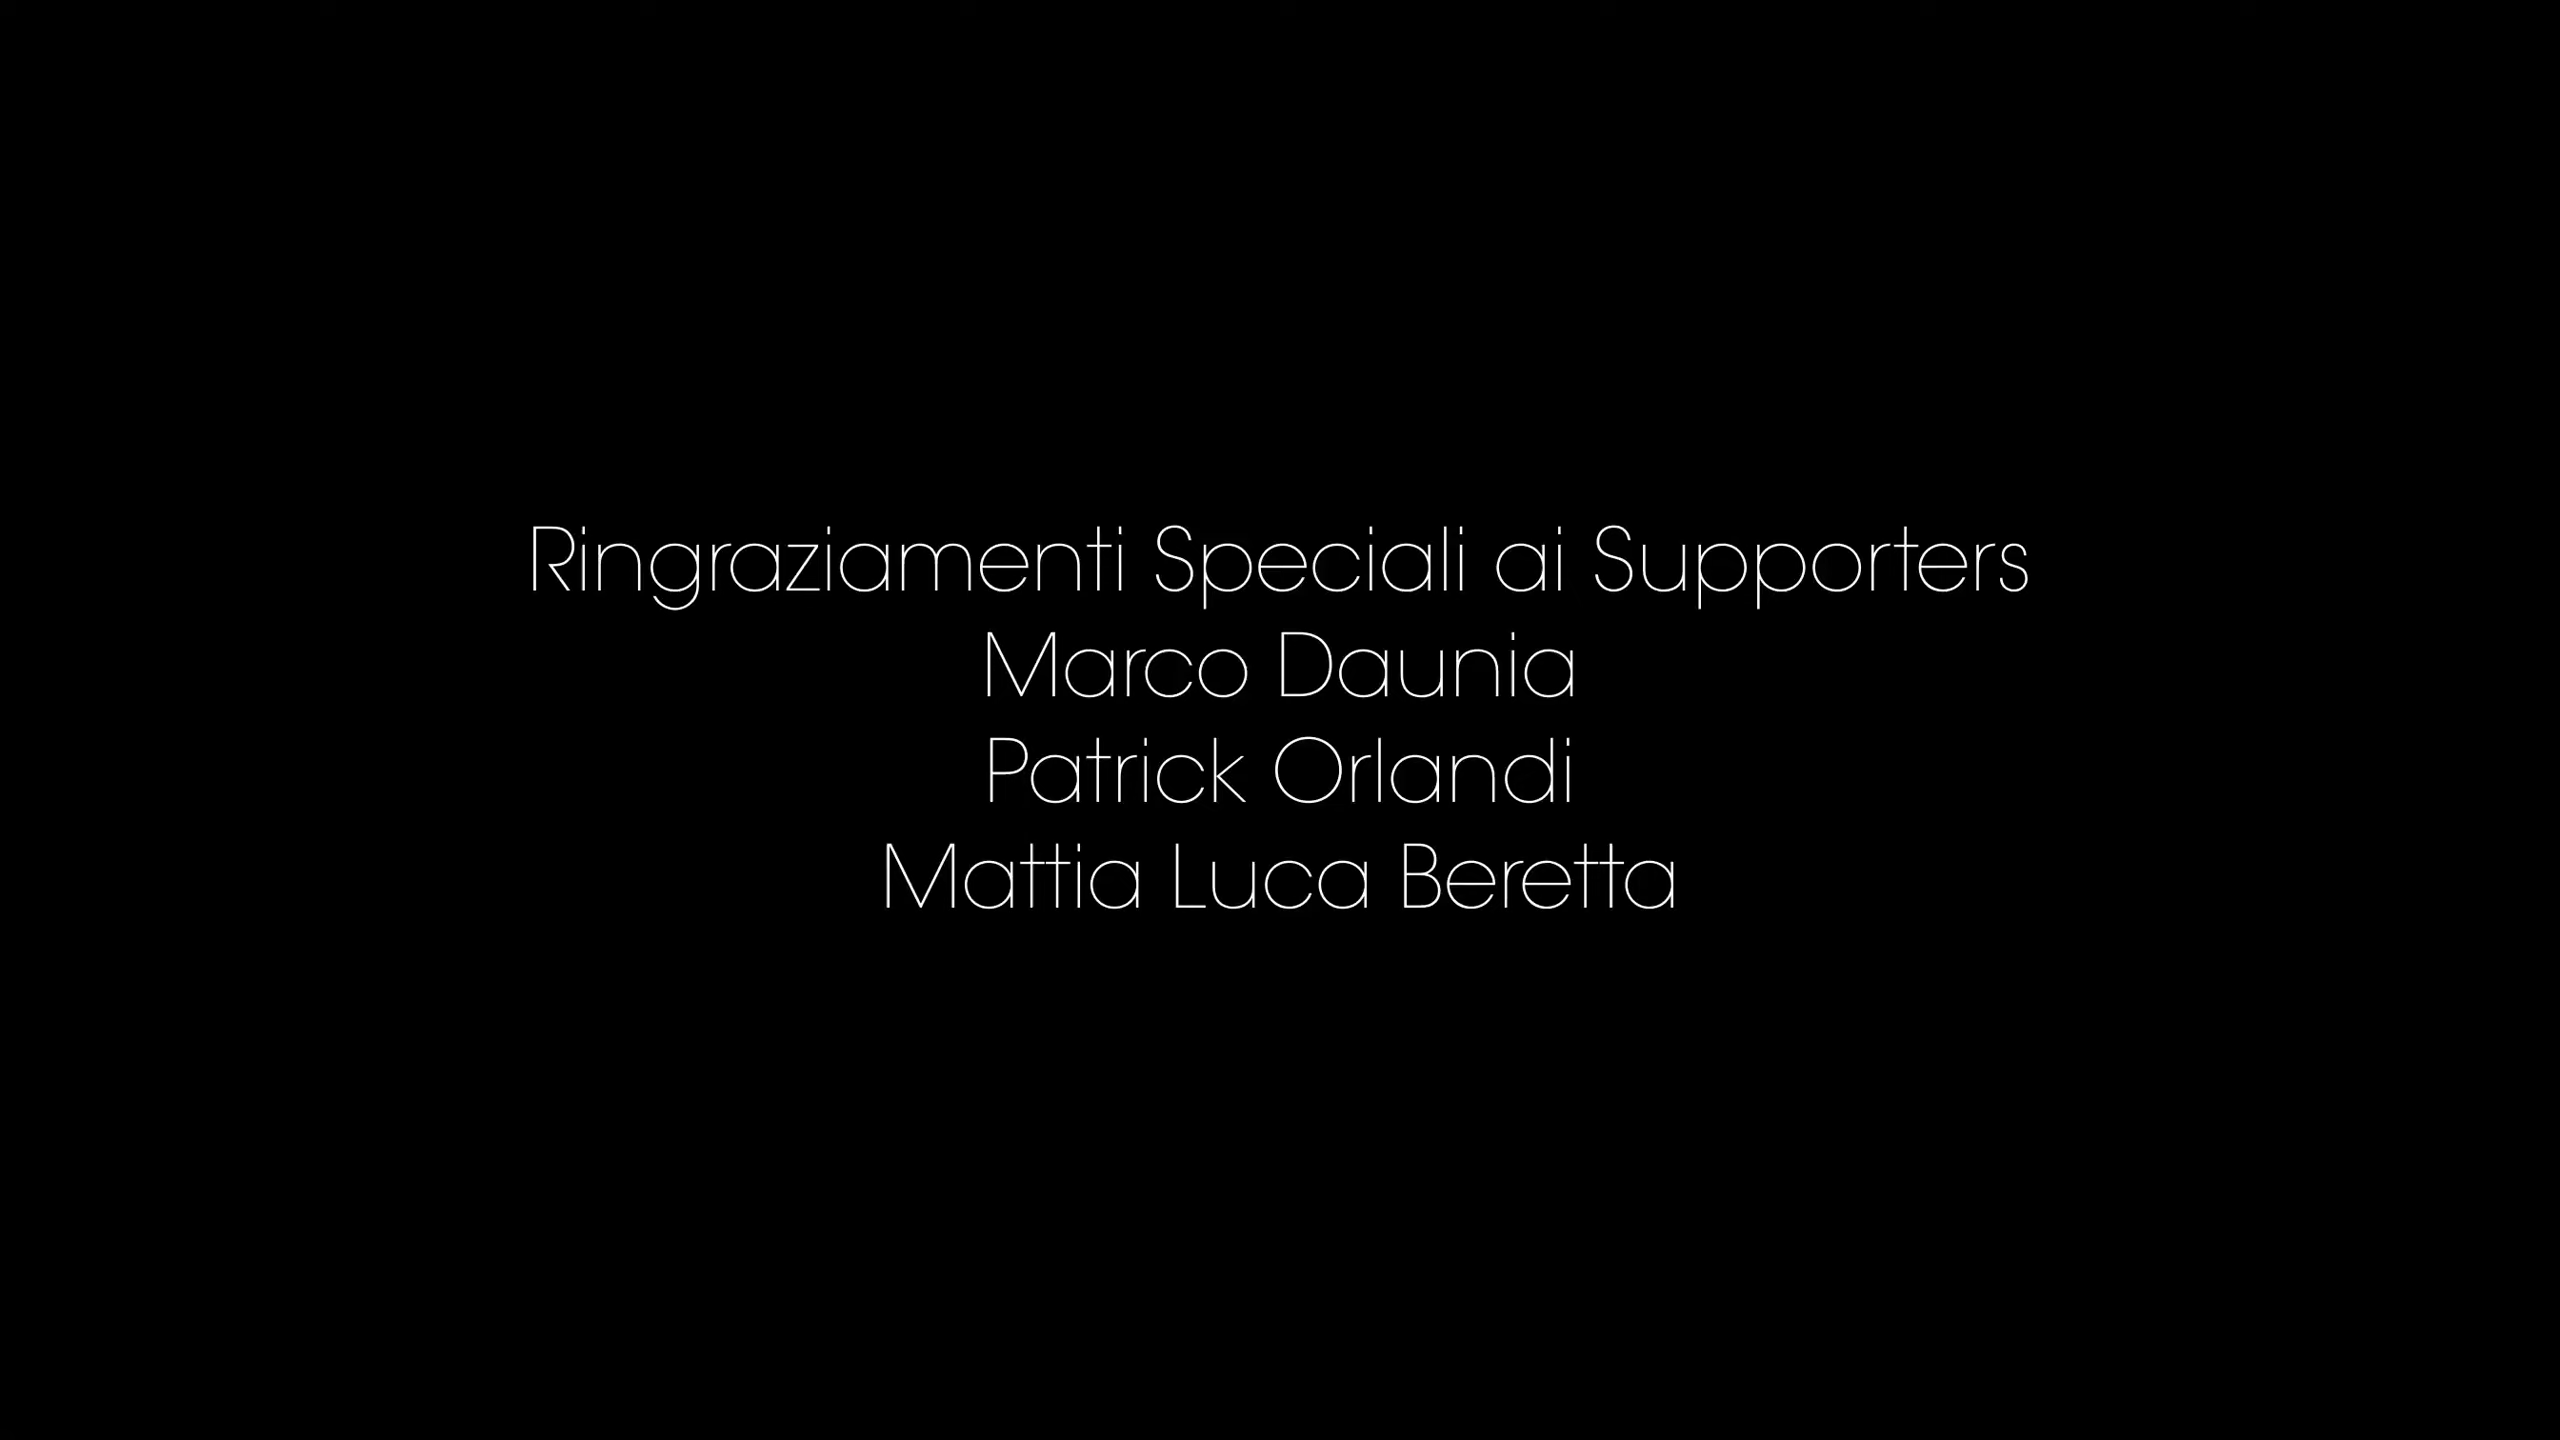 Ringraziamenti Speciali ai Supporters
Marco Daunia
Patrick Orlandi
Mattia Luca Beretta